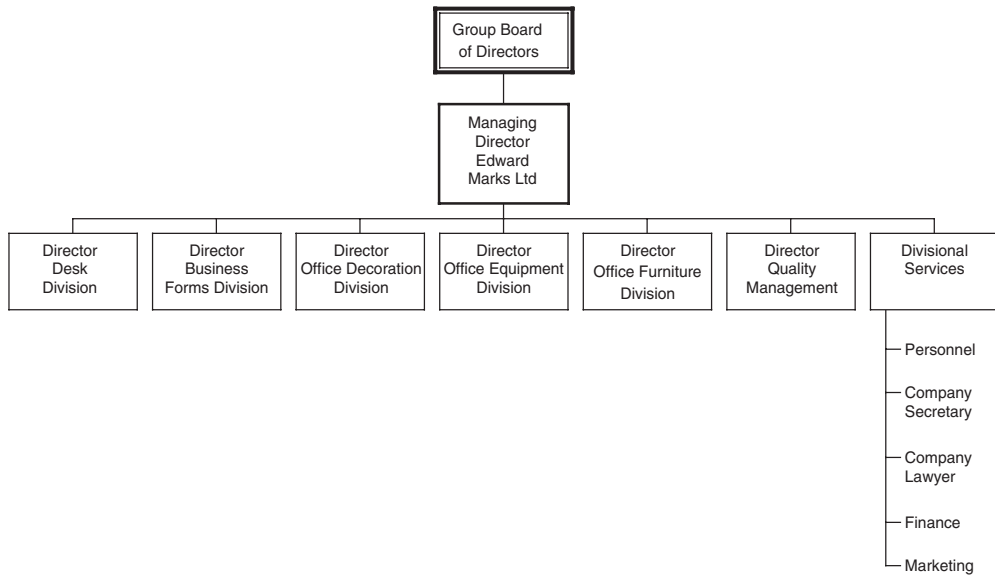 Group Board
of Directors
Managing
Director
Edward
Marks Ltd
Director
Desk
Division
Director
Business
Forms Division
Director
Office Decoration
Division
Director
Office Equipment
Division
Director
Office Furniture
Division
Director
Quality
Management
Divisional
Services
Personnel
Company
Secretary
Company
Lawyer
Finance
Marketing